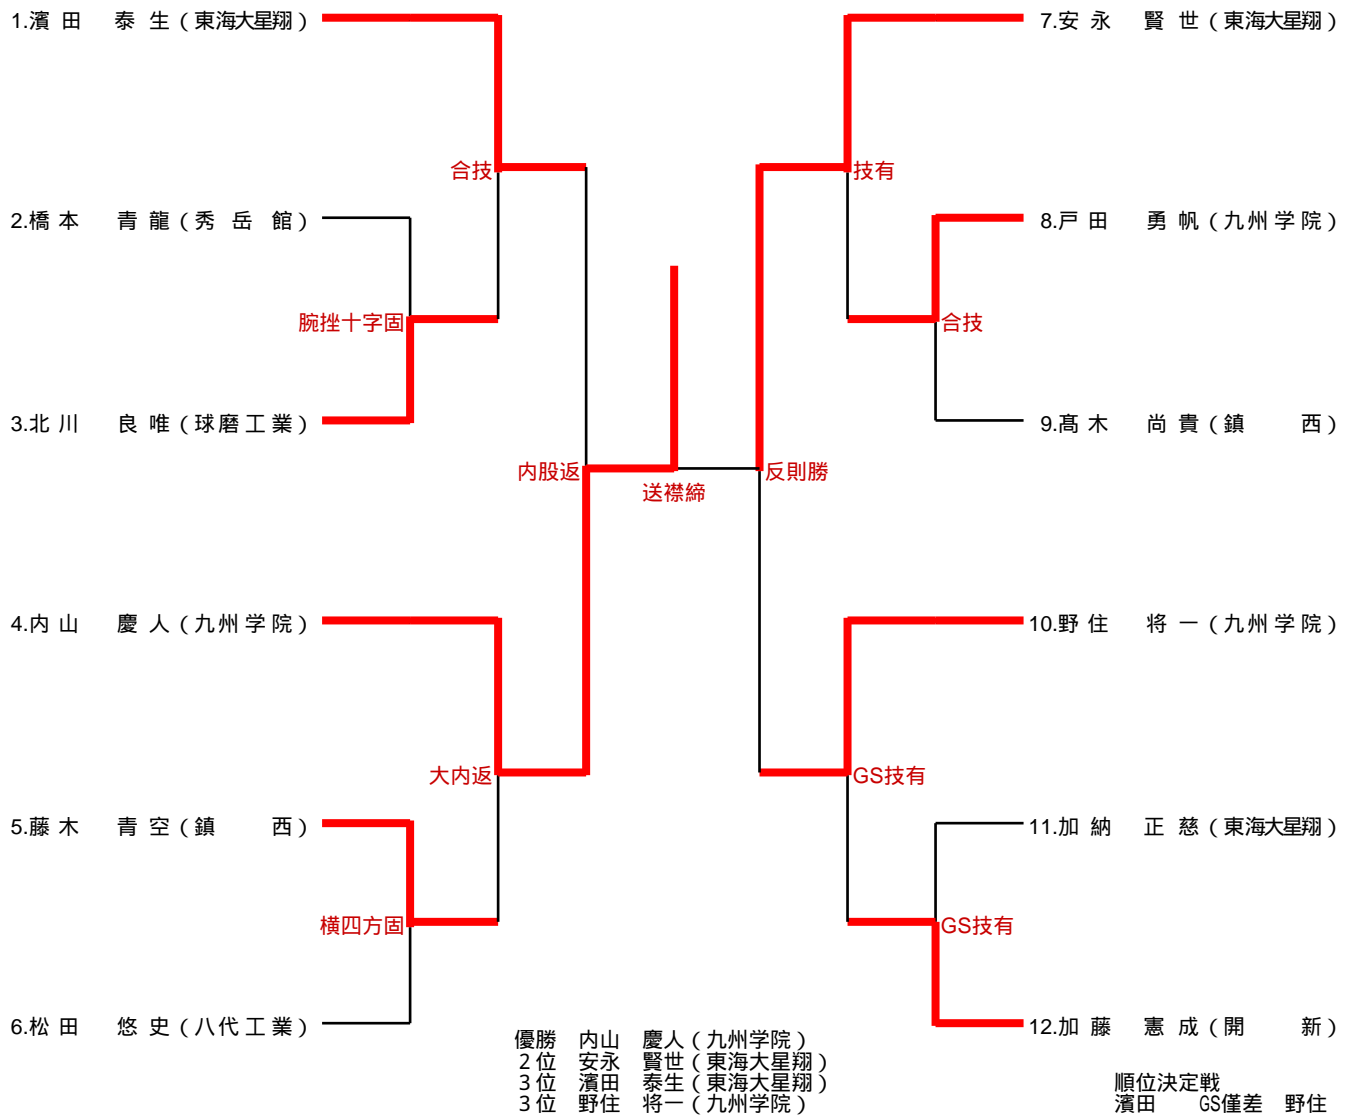 1.濱田 泰生(東海大星翔)
合技
2.橋本 青龍(秀岳館)
腕挫十字固
3.北川 良唯(球磨工業)
内股返
4.内山 慶人(九州学院)
大内返
5.藤木 青空(鎮 西)
横四方固
6.松田 悠史(八代工業)
送襟締
7.安永 賢世(東海大星翔)
技有
8.戸田 勇帆(九州学院)
合技
9.髙木 尚貴(鎮 西)
反則勝
10.野住 将一(九州学院)
GS技有
11.加納 正慈(東海大星翔)
GS技有
12.加藤 憲成(開 新)
優勝 内山 慶人(九州学院)
2位 安永 賢世(東海大星翔)
3位 濱田 泰生(東海大星翔)
3位 野住 将一(九州学院)
順位決定戦
濱田 GS僅差 野住